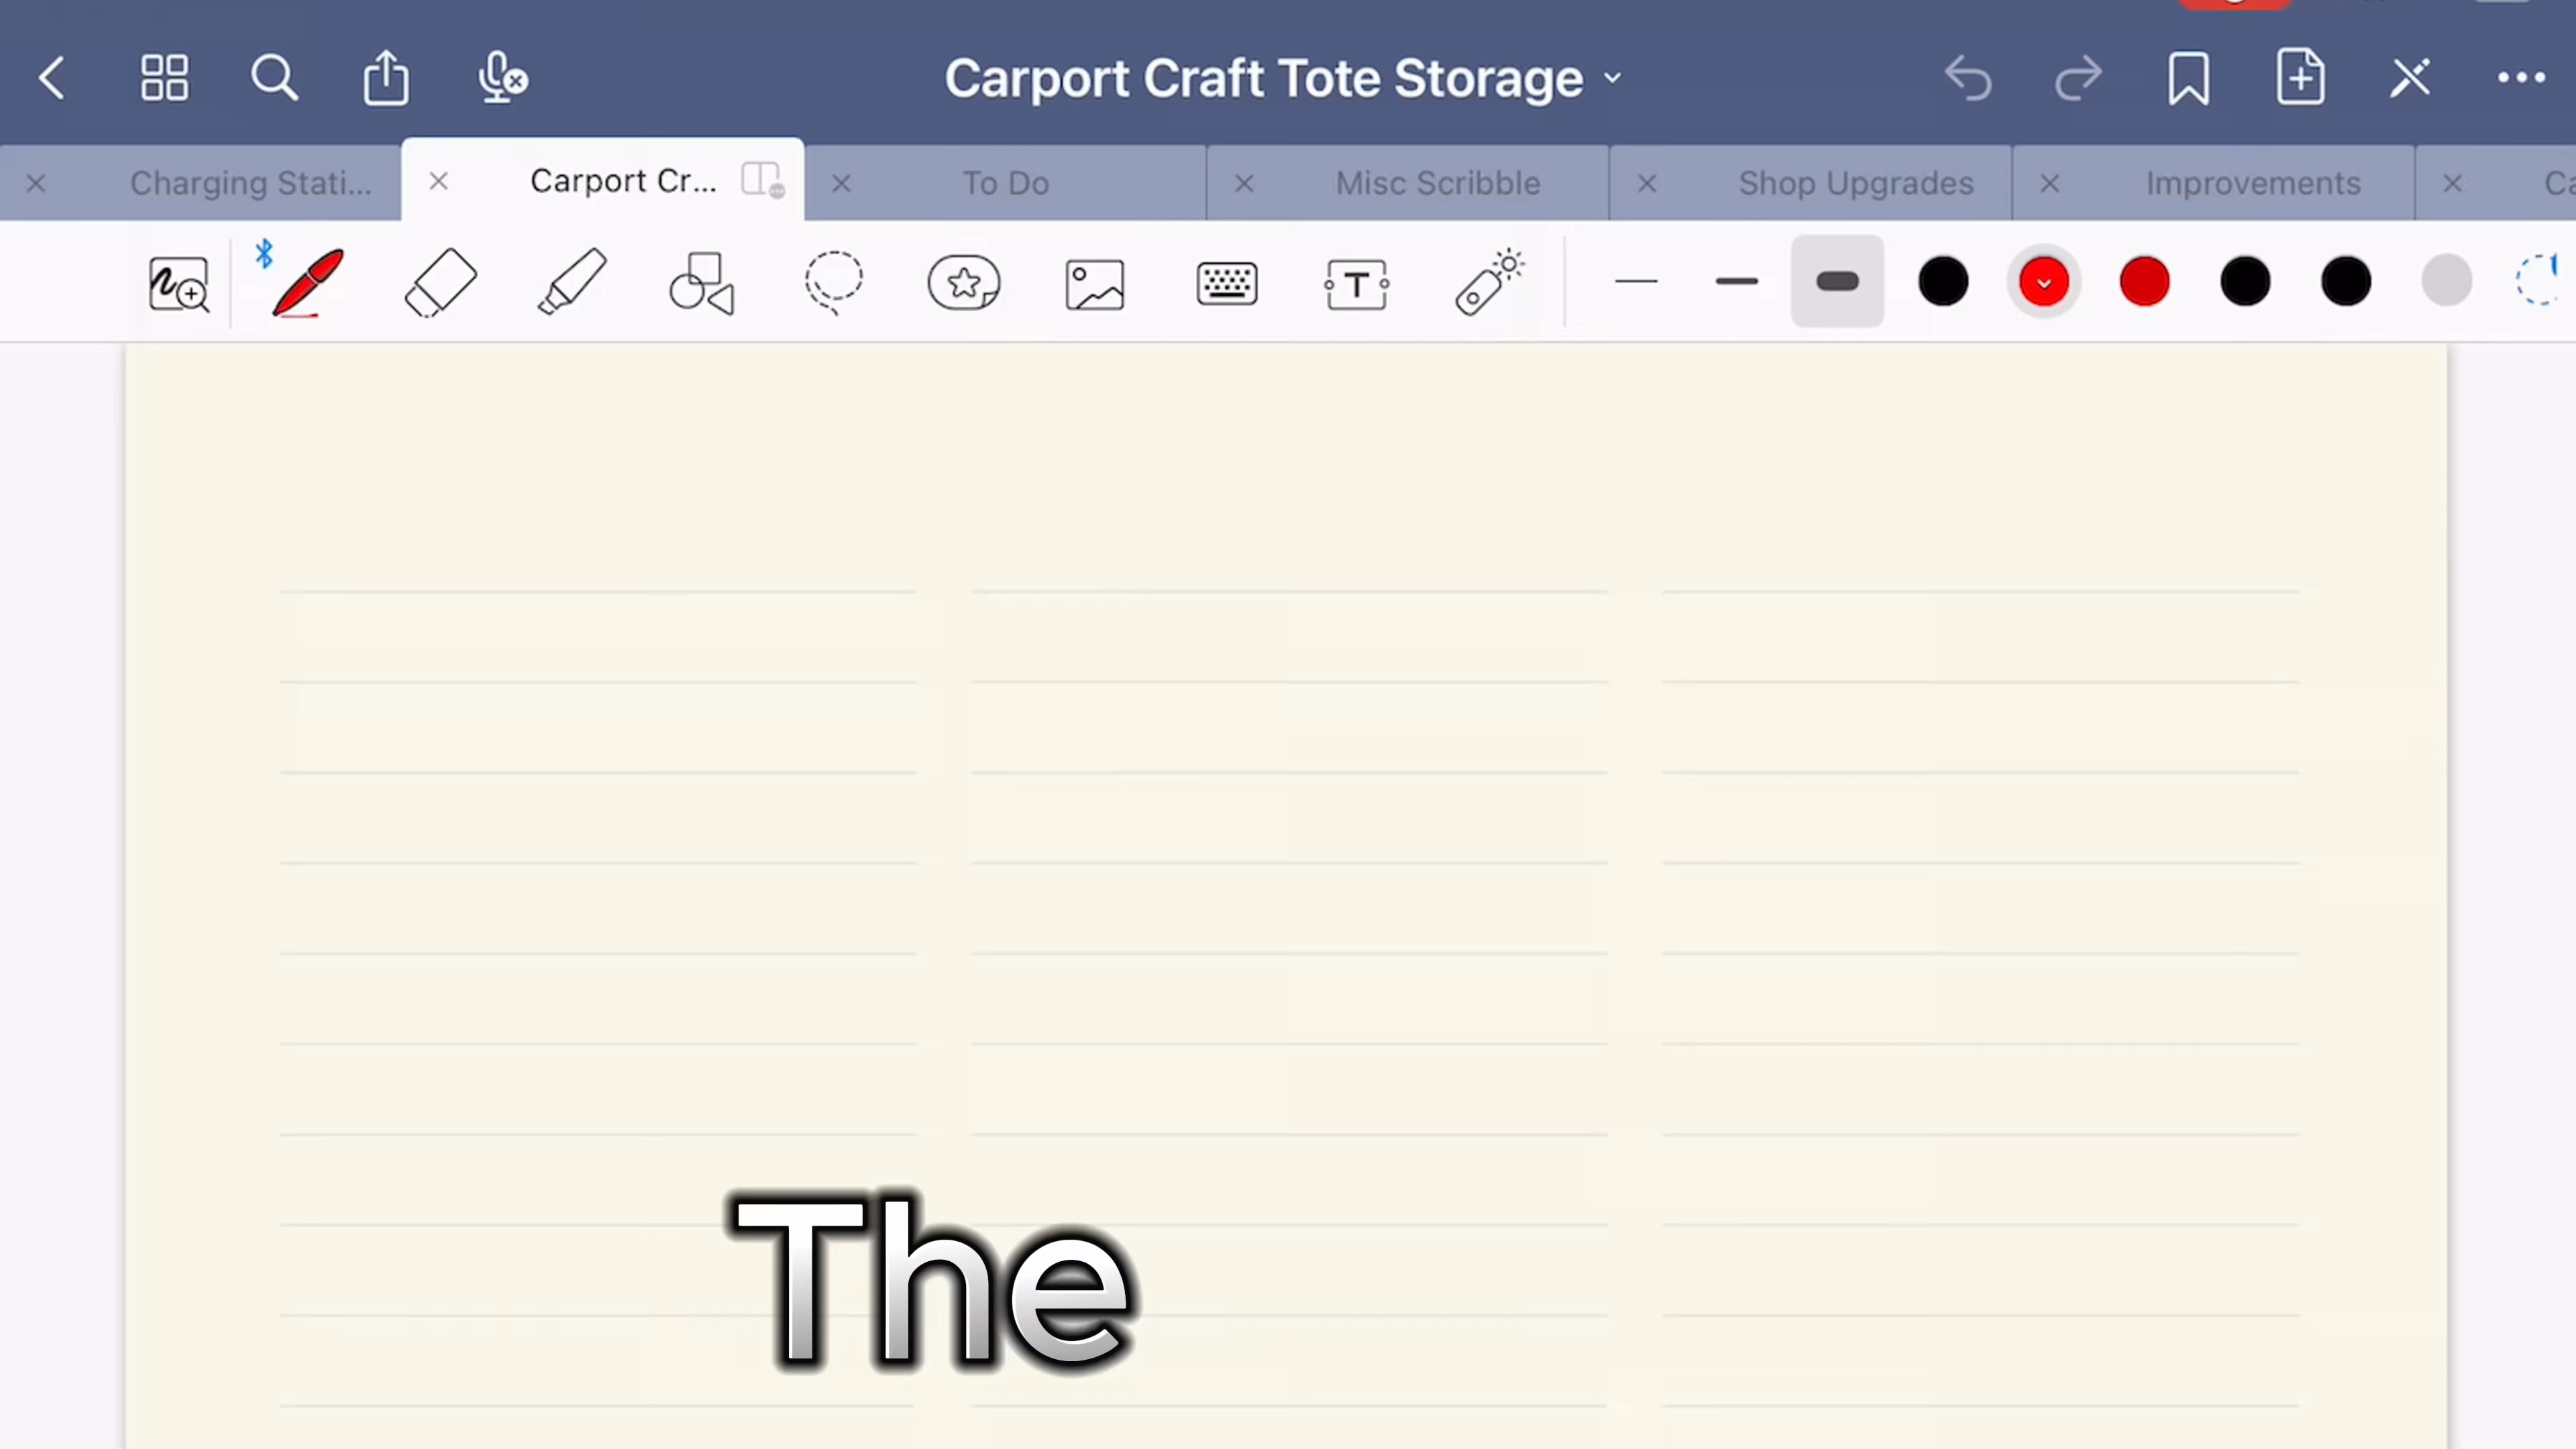 Carport Craft Tote Storage
Charging Stati...
Carport Cr...
To Do
Misc Scribble
Shop Upgrades
Improvements
Ca
T
The